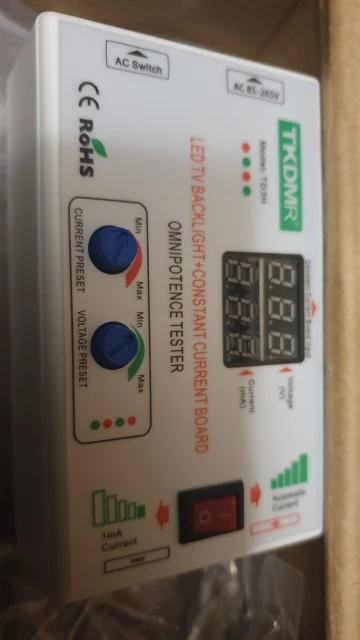 AC Switch
AC 85-265V
CE RoHS
TKDMR
Model: TD3H
LED TV BACKLIGHT+CONSTANT CURRENT BOARD
OMNIPOTENCE TESTER
Voltage
(V)
Current
(mA)
Min
Max
CURRENT PRESET
Min
Max
VOLTAGE PRESET
Automatic
Current
1mA
Current